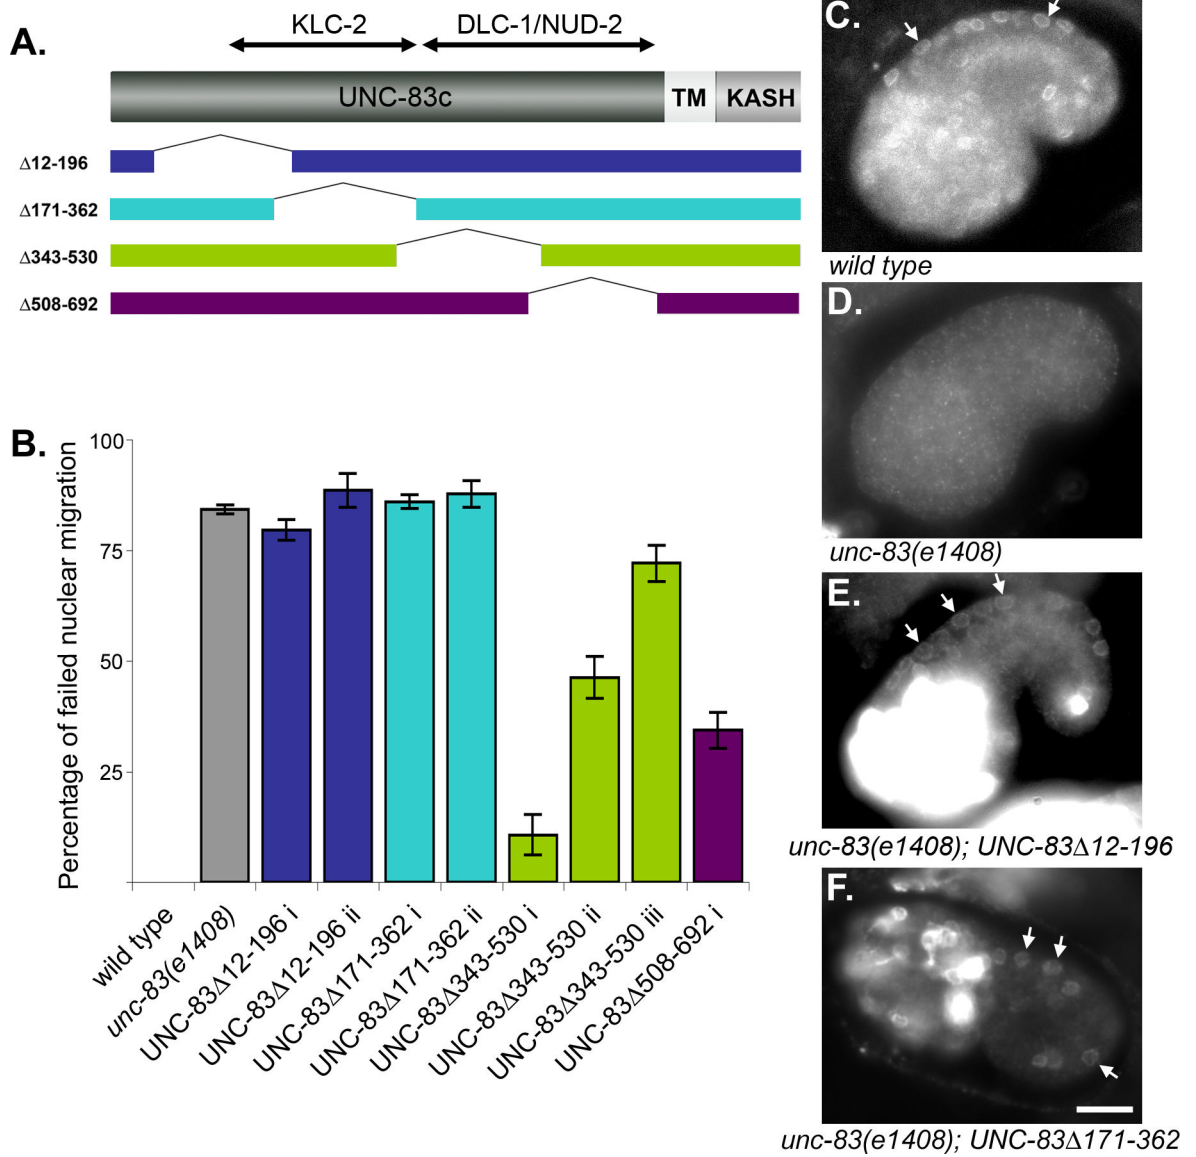 A.
KLC-2 DLC-1/NUD-2
UNC-83c TM KASH
Δ12-196
Δ171-362
Δ343-530
Δ508-692
B.
Percentage of failed nuclear migration
100
75
50
25
wild type
unc-83(e1408)
UNC-83Δ12-196 i
UNC-83Δ12-196 ii
UNC-83Δ171-362 i
UNC-83Δ171-362 ii
UNC-83Δ343-530 i
UNC-83Δ343-530 ii
UNC-83Δ343-530 iii
UNC-83Δ508-692 i
C.
wild type
D.
unc-83(e1408)
E.
unc-83(e1408); UNC-83Δ12-196
F.
unc-83(e1408); UNC-83Δ171-362